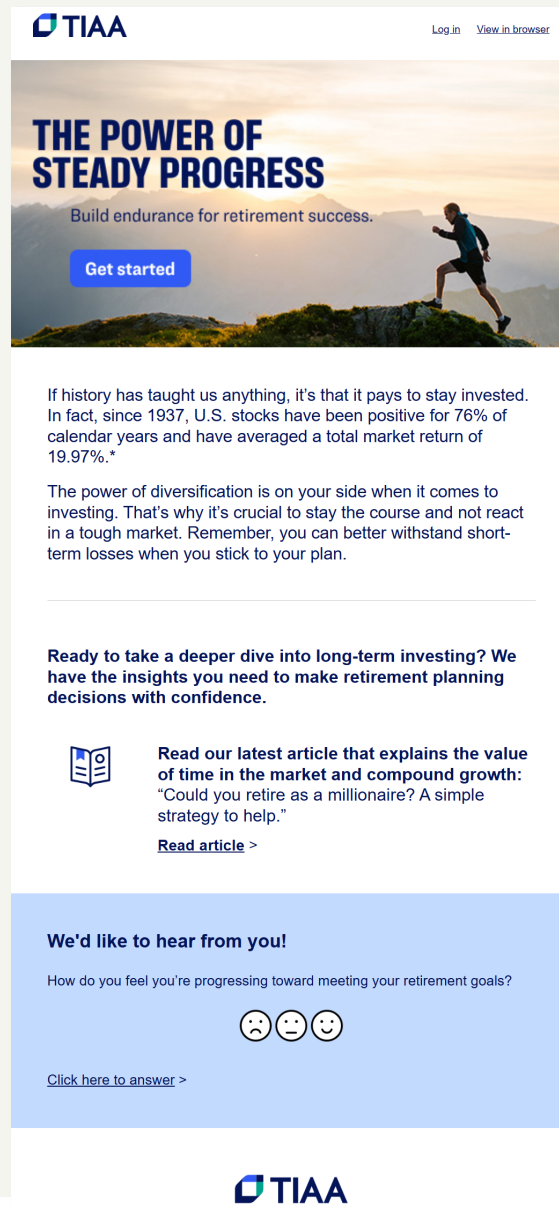 TIAA
Log in
View in browser
THE POWER OF
STEADY PROGRESS
Build endurance for retirement success.
Get started
If history has taught us anything, it’s that it pays to stay invested.
In fact, since 1937, U.S. stocks have been positive for 76% of
calendar years and have averaged a total market return of
19.97%.*
The power of diversification is on your side when it comes to
investing. That’s why it’s crucial to stay the course and not react
in a tough market. Remember, you can better withstand short-
term losses when you stick to your plan.
Ready to take a deeper dive into long-term investing? We
have the insights you need to make retirement planning
decisions with confidence.
Read our latest article that explains the value
of time in the market and compound growth:
“Could you retire as a millionaire? A simple
strategy to help.”
Read article >
We'd like to hear from you!
How do you feel you’re progressing toward meeting your retirement goals?
Click here to answer >
TIAA